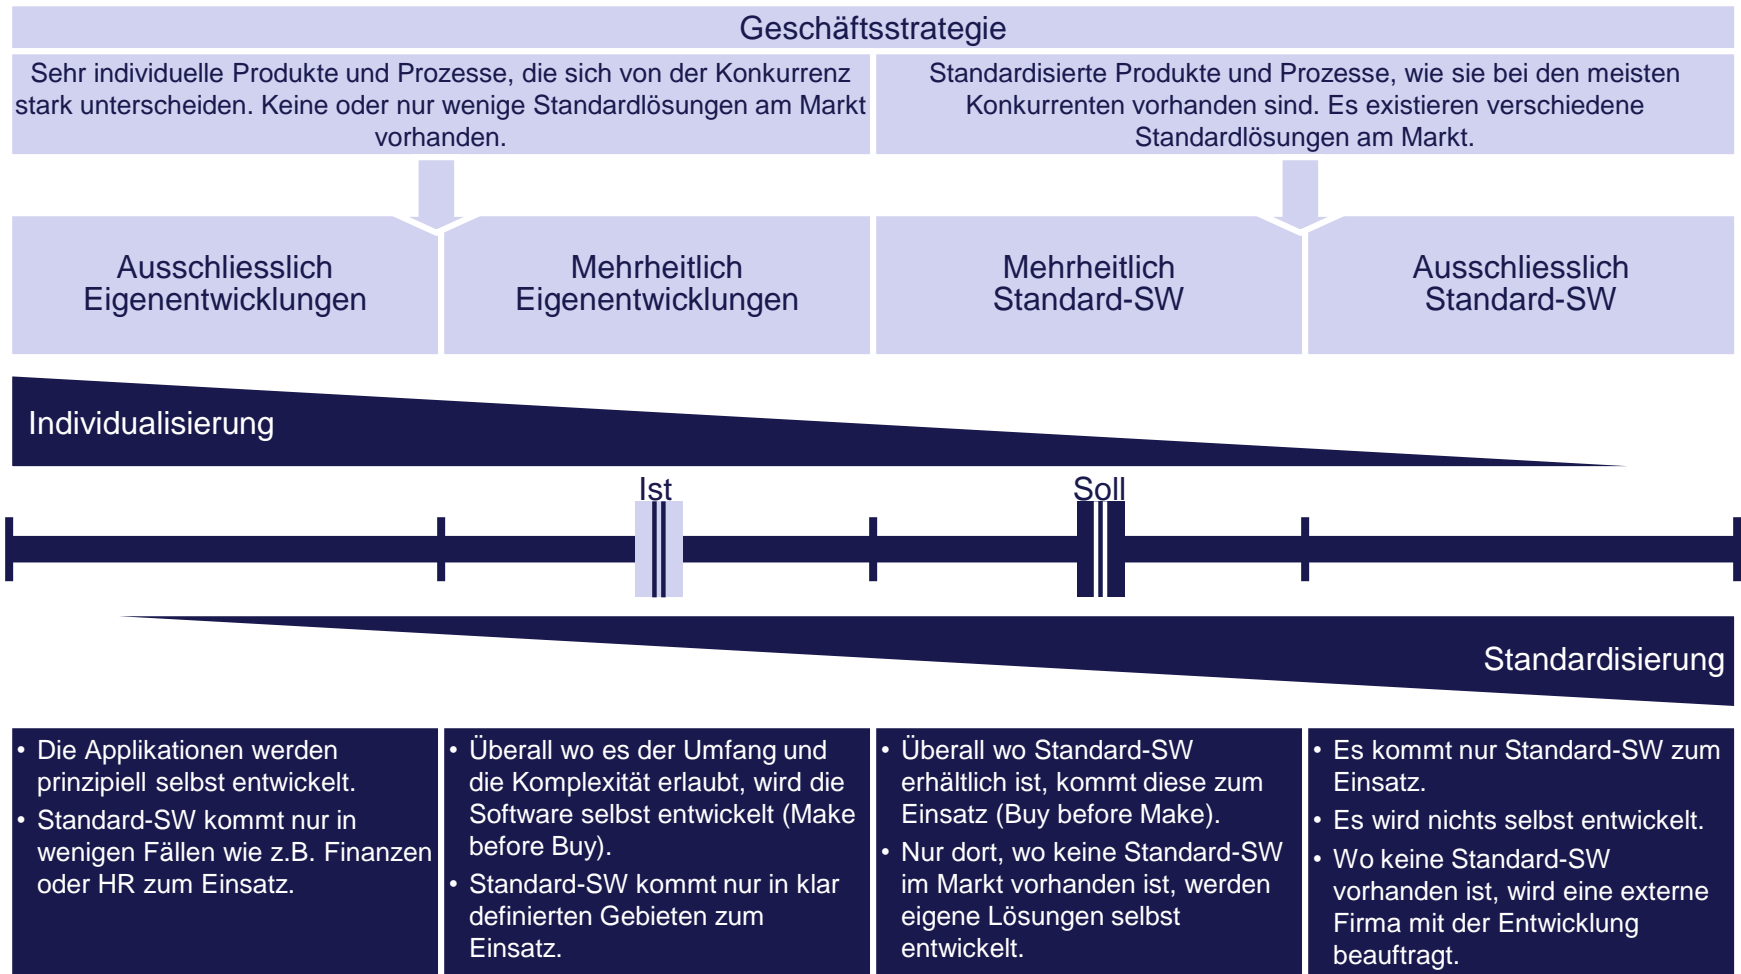 Geschäftsstrategie
Sehr individuelle Produkte und Prozesse, die sich von der Konkurrenz
stark unterscheiden. Keine oder nur wenige Standardlösungen am Markt
vorhanden.
Standardisierte Produkte und Prozesse, wie sie bei den meisten
Konkurrenten vorhanden sind. Es existieren verschiedene
Standardlösungen am Markt.
Ausschliesslich
Eigenentwicklungen
Mehrheitlich
Eigenentwicklungen
Mehrheitlich
Standard-SW
Ausschliesslich
Standard-SW
Individualisierung
Ist
Soll
Standardisierung
• Die Applikationen werden
prinzipiell selbst entwickelt.
• Standard-SW kommt nur in
wenigen Fällen wie z.B. Finanzen
oder HR zum Einsatz.
• Überall wo es der Umfang und
die Komplexität erlaubt, wird die
Software selbst entwickelt (Make
before Buy).
• Standard-SW kommt nur in klar
definierten Gebieten zum
Einsatz.
• Überall wo Standard-SW
erhältlich ist, kommt diese zum
Einsatz (Buy before Make).
• Nur dort, wo keine Standard-SW
im Markt vorhanden ist, werden
eigene Lösungen selbst
entwickelt.
• Es kommt nur Standard-SW zum
Einsatz.
• Es wird nichts selbst entwickelt.
• Wo keine Standard-SW
vorhanden ist, wird eine externe
Firma mit der Entwicklung
beauftragt.